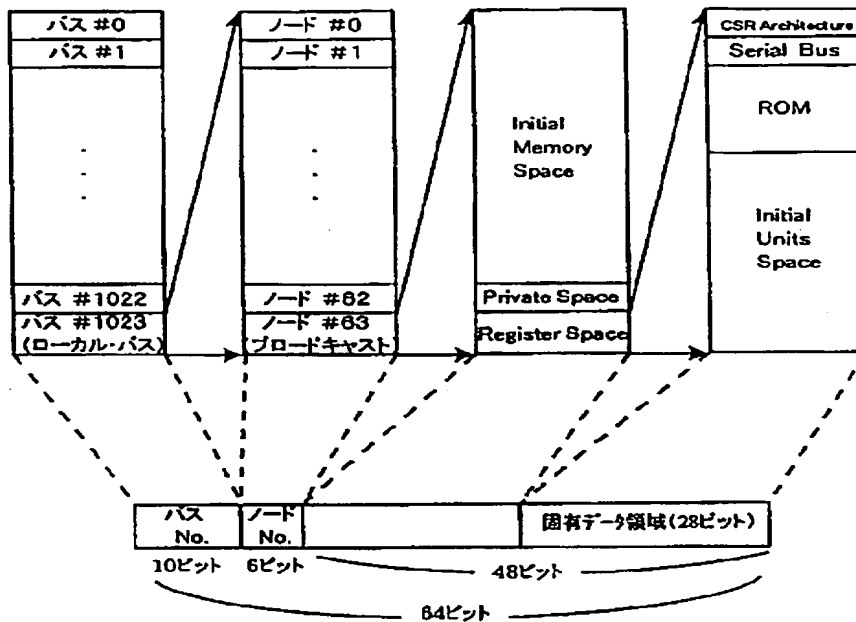 バス #0
バス #1
バス #1022
バス #1023
(ローカル・バス)
ノード #0
ノード #1
ノード #62
ノード #63
(ブロードキャスト)
Initial
Memory
Space
Private Space
Register Space
CSR Architecture
Serial Bus
ROM
Initial
Units
Space
バス
No.
ノード
No.
固有データ領域(28ビット)
10ビット
6ビット
48ビット
64ビット